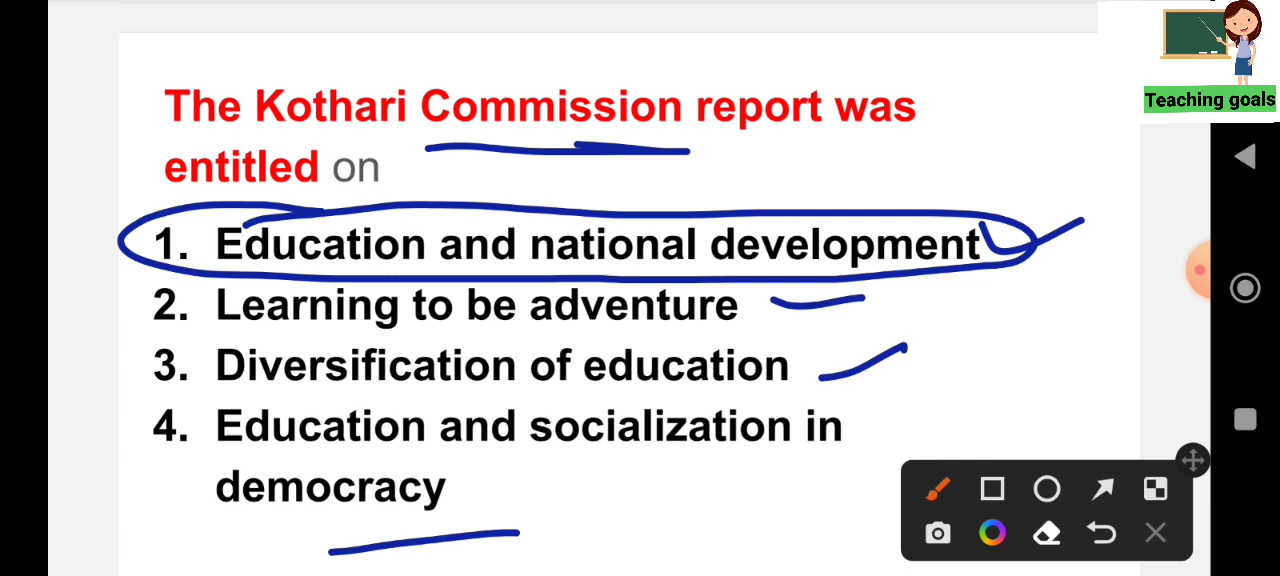 Teaching goals
The Kothari Commission report was
entitled on
1. Education and national development
2. Learning to be adventure
3. Diversification of education
4. Education and socialization in
democracy